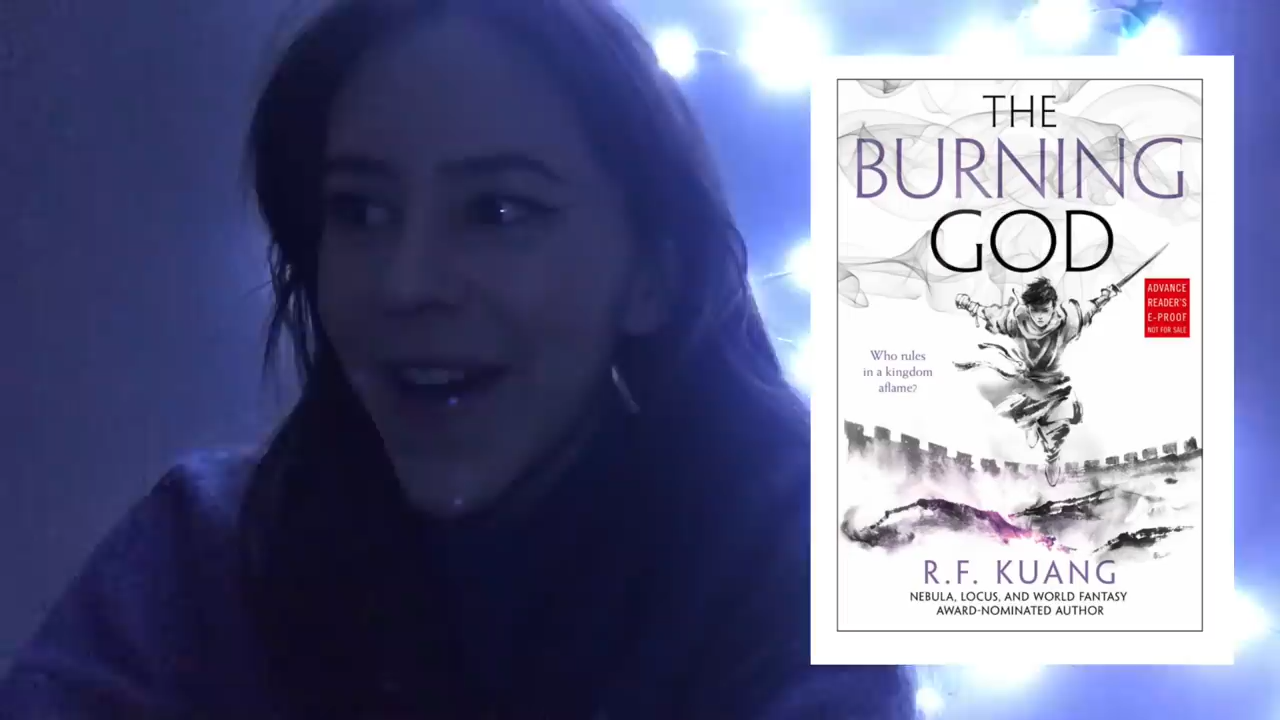 THE
BURNING
GOD
ADVANCE
READER'S
E-PROOF
NOT FOR SALE
Who rules
in a kingdom
aflame?
R.F. KUANG
NEBULA, LOCUS, AND WORLD FANTASY
AWARD-NOMINATED AUTHOR